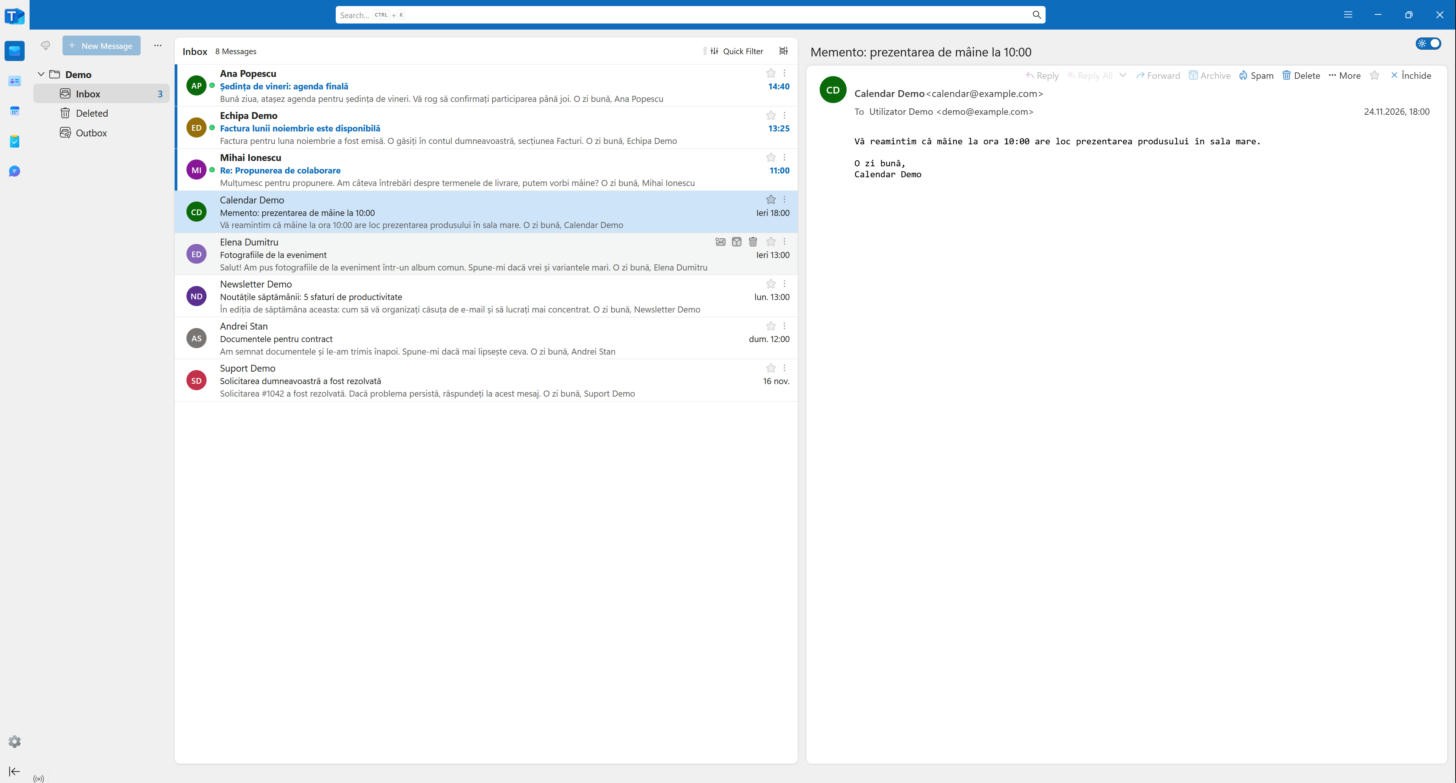 Search... CTRL + K
New Message
Demo
Inbox 3
Deleted
Outbox
Inbox 8 Messages
Quick Filter
AP
Ana Popescu
Ședința de vineri: agenda finală 14:40
Bună ziua, atașez agenda pentru ședința de vineri. Vă rog să confirmați participarea până joi. O zi bună, Ana Popescu
ED
Echipa Demo
Factura lunii noiembrie este disponibilă 13:25
Factura pentru luna noiembrie a fost emisă. O găsiți în contul dumneavoastră, secțiunea Facturi. O zi bună, Echipa Demo
MI
Mihai Ionescu
Re: Propunerea de colaborare 11:00
Mulțumesc pentru propunere. Am câteva întrebări despre termenele de livrare, putem vorbi mâine? O zi bună, Mihai Ionescu
CD
Calendar Demo
Memento: prezentarea de mâine la 10:00 Ieri 18:00
Vă reamintim că mâine la ora 10:00 are loc prezentarea produsului în sala mare. O zi bună, Calendar Demo
ED
Elena Dumitru
Fotografiile de la eveniment Ieri 13:00
Salut! Am pus fotografiile de la eveniment într-un album comun. Spune-mi dacă vrei și variantele mari. O zi bună, Elena Dumitru
ND
Newsletter Demo
Noutățile săptămânii: 5 sfaturi de productivitate lun. 13:00
În ediția de săptămâna aceasta: cum să vă organizați căsuța de e-mail și să lucrați mai concentrat. O zi bună, Newsletter Demo
AS
Andrei Stan
Documentele pentru contract dum. 12:00
Am semnat documentele și le-am trimis înapoi. Spune-mi dacă mai lipsește ceva. O zi bună, Andrei Stan
SD
Suport Demo
Solicitarea dumneavoastră a fost rezolvată 16 nov.
Solicitarea #1042 a fost rezolvată. Dacă problema persistă, răspundeți la acest mesaj. O zi bună, Suport Demo
Memento: prezentarea de mâine la 10:00
Reply Reply All Forward Archive Spam Delete More Închide
CD
Calendar Demo<calendar@example.com>
To Utilizator Demo <demo@example.com> 24.11.2026, 18:00
Vă reamintim că mâine la ora 10:00 are loc prezentarea produsului în sala mare.
O zi bună,
Calendar Demo